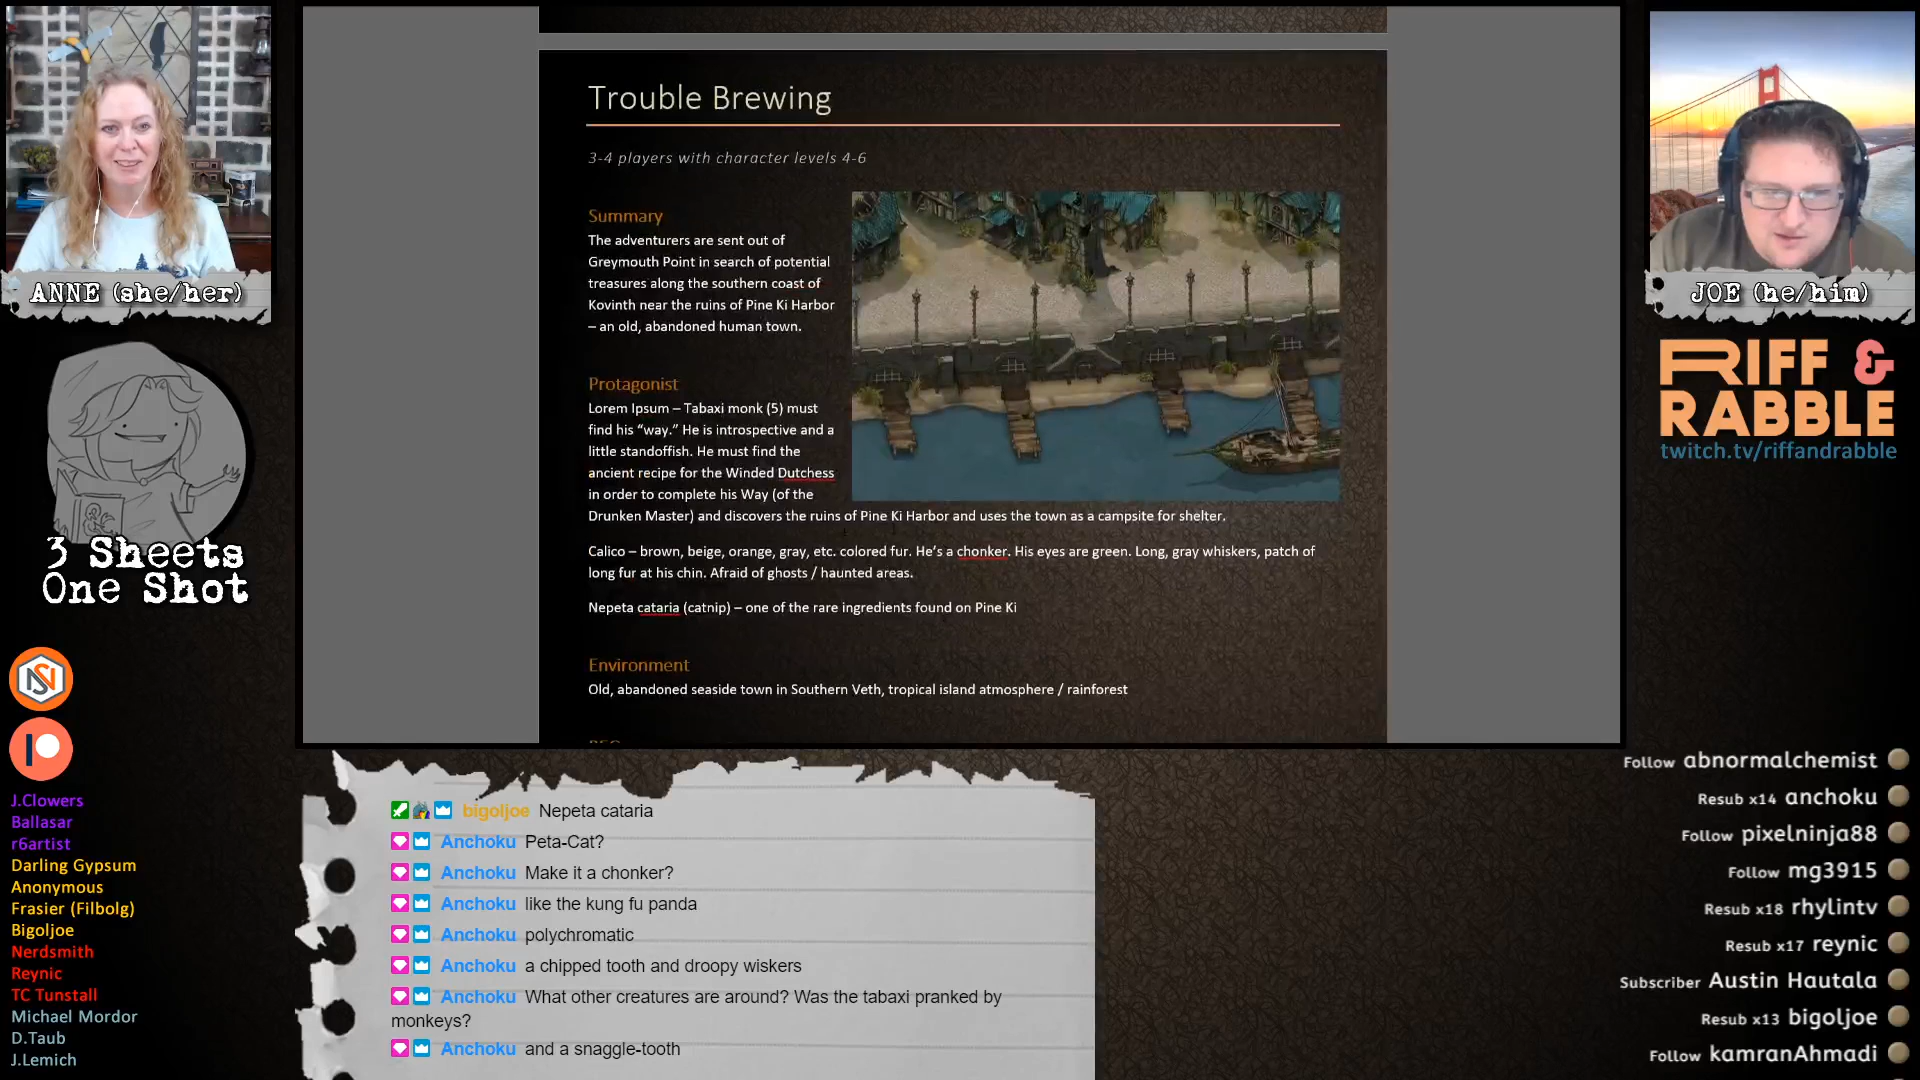 Trouble Brewing
3-4 players with character levels 4-6
Summary
The adventurers are sent out of
Greymouth Point in search of potential
treasures along the southern coast of
Kovinth near the ruins of Pine Ki Harbor
– an old, abandoned human town.
Protagonist
Lorem Ipsum – Tabaxi monk (5) must
find his “way.” He is introspective and a
little standoffish. He must find the
ancient recipe for the Winded Dutchess
in order to complete his Way (of the
Drunken Master) and discovers the ruins of Pine Ki Harbor and uses the town as a campsite for shelter.
Calico – brown, beige, orange, gray, etc. colored fur. He’s a chonker. His eyes are green. Long, gray whiskers, patch of
long fur at his chin. Afraid of ghosts / haunted areas.
Nepeta cataria (catnip) – one of the rare ingredients found on Pine Ki
Environment
Old, abandoned seaside town in Southern Veth, tropical island atmosphere / rainforest
ANNE (she/her)
JOE (he/him)
RIFF &
RABBLE
twitch.tv/riffandrabble
3 Sheets
One Shot
J.Clowers
Ballasar
r6artist
Darling Gypsum
Anonymous
Frasier (Filbolg)
Bigoljoe
Nerdsmith
Reynic
TC Tunstall
Michael Mordor
D.Taub
J.Lemich
bigoljoe Nepeta cataria
Anchoku Peta-Cat?
Anchoku Make it a chonker?
Anchoku like the kung fu panda
Anchoku polychromatic
Anchoku a chipped tooth and droopy wiskers
Anchoku What other creatures are around? Was the tabaxi pranked by
monkeys?
Anchoku and a snaggle-tooth
Follow abnormalchemist
Resub x14 anchoku
Follow pixelninja88
Follow mg3915
Resub x18 rhylintv
Resub x17 reynic
Subscriber Austin Hautala
Resub x13 bigoljoe
Follow kamranAhmadi